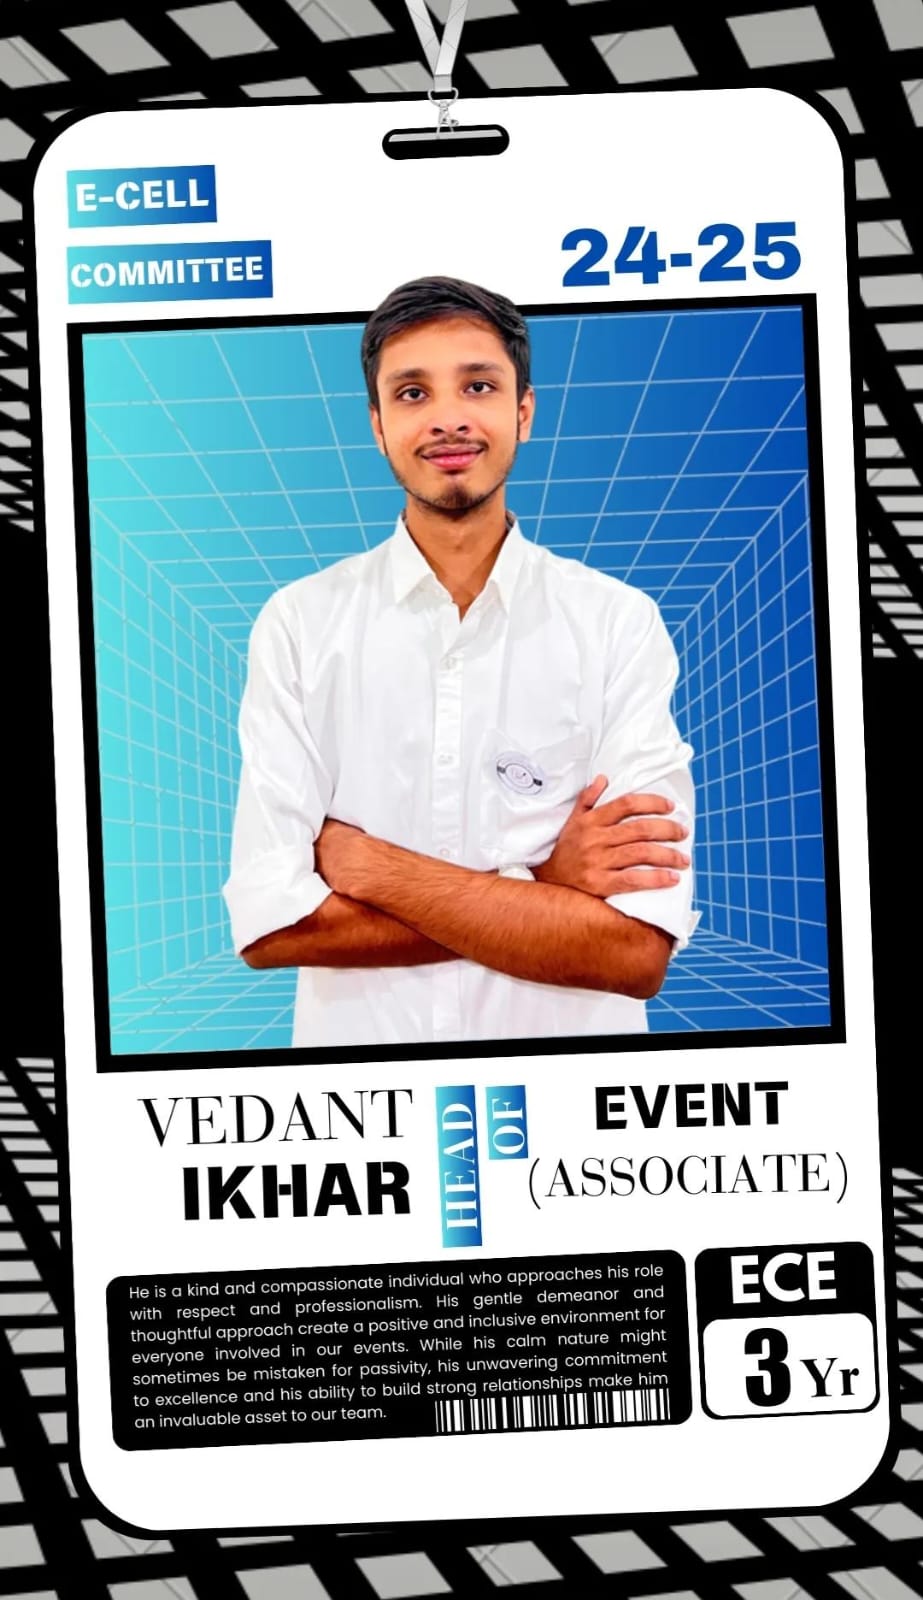 E-CELL
COMMITTEE
24-25
VEDANT
IKHAR
HEAD
OF
EVENT
(ASSOCIATE)
He is a kind and compassionate individual who approaches his role
with respect and professionalism. His gentle demeanor and
thoughtful approach create a positive and inclusive environment for
everyone involved in our events. While his calm nature might
sometimes be mistaken for passivity, his unwavering commitment
to excellence and his ability to build strong relationships make him
an invaluable asset to our team.
ECE
3 Yr